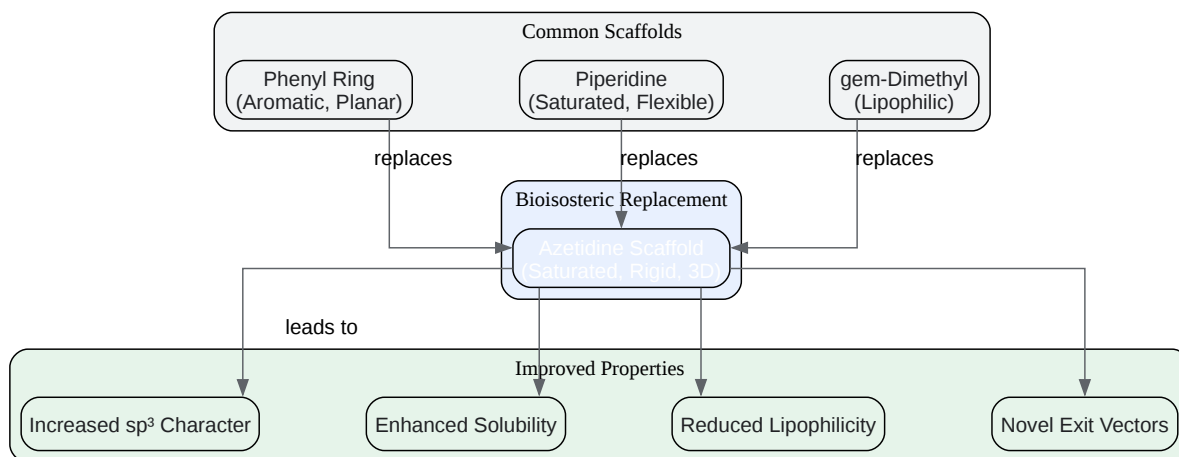 Common Scaffolds
Phenyl Ring
(Aromatic, Planar)
Piperidine
(Saturated, Flexible)
gem-Dimethyl
(Lipophilic)
replaces
replaces
replaces
Bioisosteric Replacement
Azetidine Scaffold
(Saturated, Rigid, 3D)
leads to
Improved Properties
Increased sp³ Character
Enhanced Solubility
Reduced Lipophilicity
Novel Exit Vectors